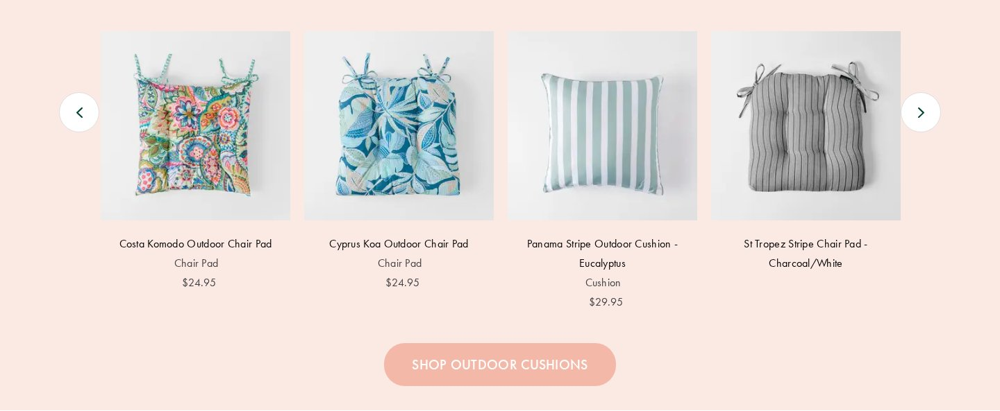 Costa Komodo Outdoor Chair Pad
Chair Pad
$24.95
Cyprus Koa Outdoor Chair Pad
Chair Pad
$24.95
Panama Stripe Outdoor Cushion -
Eucalyptus
Cushion
$29.95
St Tropez Stripe Chair Pad -
Charcoal/White
SHOP OUTDOOR CUSHIONS